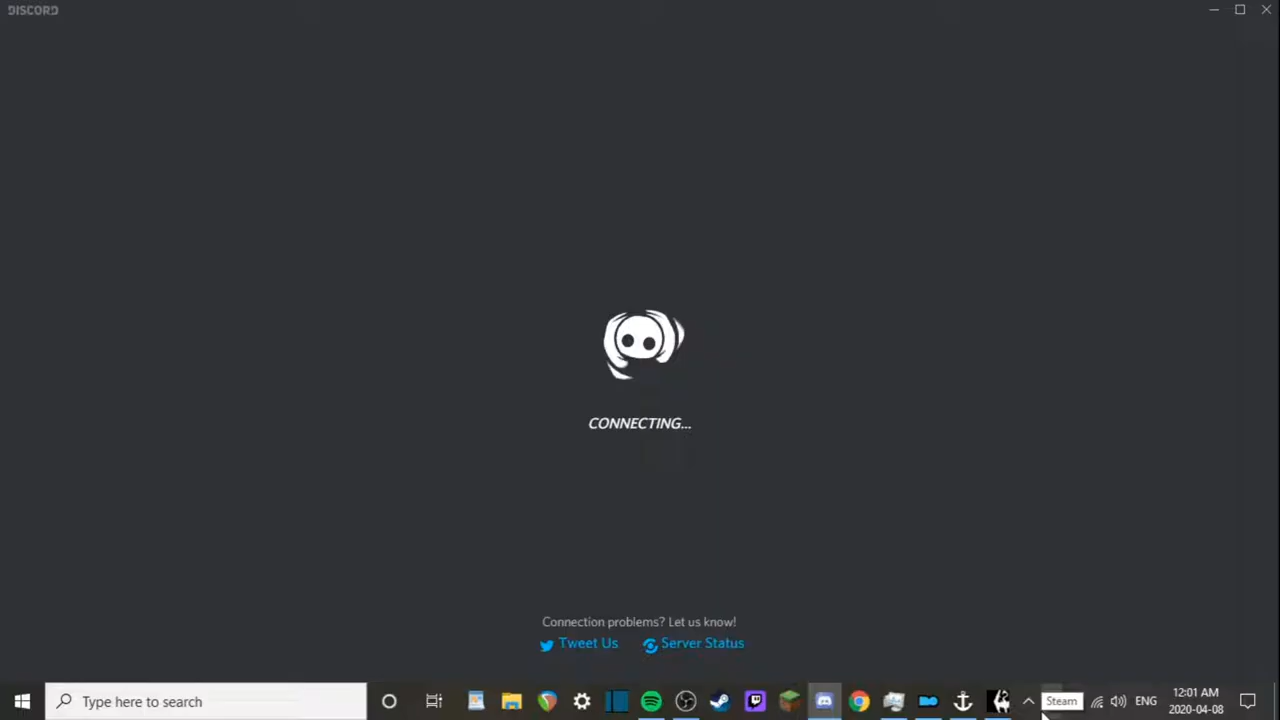 DISCORD
CONNECTING...
Connection problems? Let us know!
Tweet Us Server Status
Type here to search
Steam
ENG
12:01 AM
2020-04-08